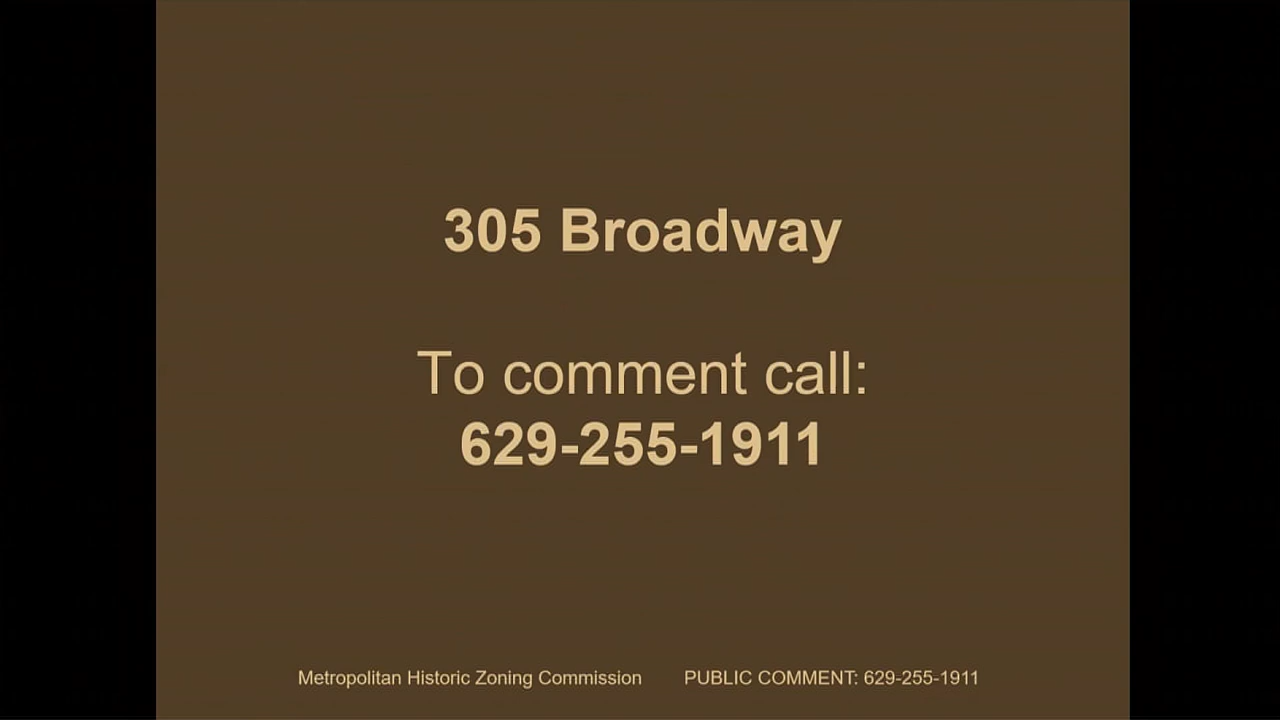 305 Broadway
To comment call:
629-255-1911
Metropolitan Historic Zoning Commission PUBLIC COMMENT: 629-255-1911